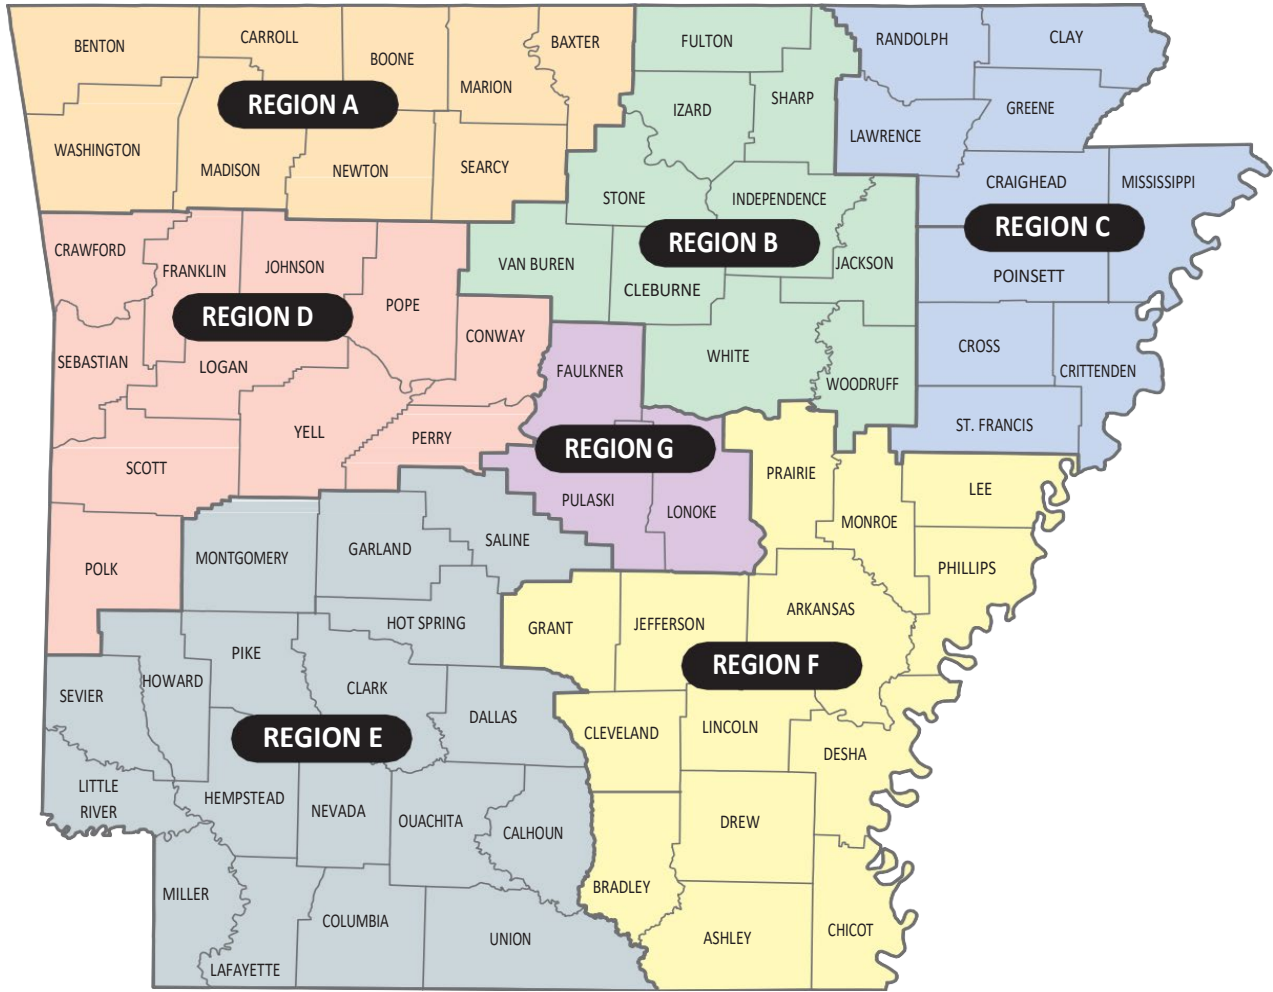 BENTON
CARROLL
BOONE
MARION
BAXTER
REGION A
WASHINGTON
MADISON
NEWTON
SEARCY
FULTON
IZARD
SHARP
STONE
INDEPENDENCE
REGION B
VAN BUREN
CLEBURNE
JACKSON
WHITE
WOODRUFF
RANDOLPH
CLAY
GREENE
LAWRENCE
CRAIGHEAD
MISSISSIPPI
REGION C
POINSETT
CROSS
CRITTENDEN
ST. FRANCIS
CRAWFORD
FRANKLIN
JOHNSON
POPE
REGION D
CONWAY
SEBASTIAN
LOGAN
YELL
PERRY
SCOTT
POLK
FAULKNER
REGION G
PULASKI
LONOKE
MONTGOMERY
GARLAND
SALINE
HOT SPRING
PIKE
HOWARD
SEVIER
CLARK
DALLAS
REGION E
LITTLE
RIVER
HEMPSTEAD
NEVADA
OUACHITA
CALHOUN
MILLER
LAFAYETTE
COLUMBIA
UNION
PRAIRIE
MONROE
LEE
PHILLIPS
GRANT
JEFFERSON
ARKANSAS
REGION F
CLEVELAND
LINCOLN
DESHA
DREW
BRADLEY
ASHLEY
CHICOT